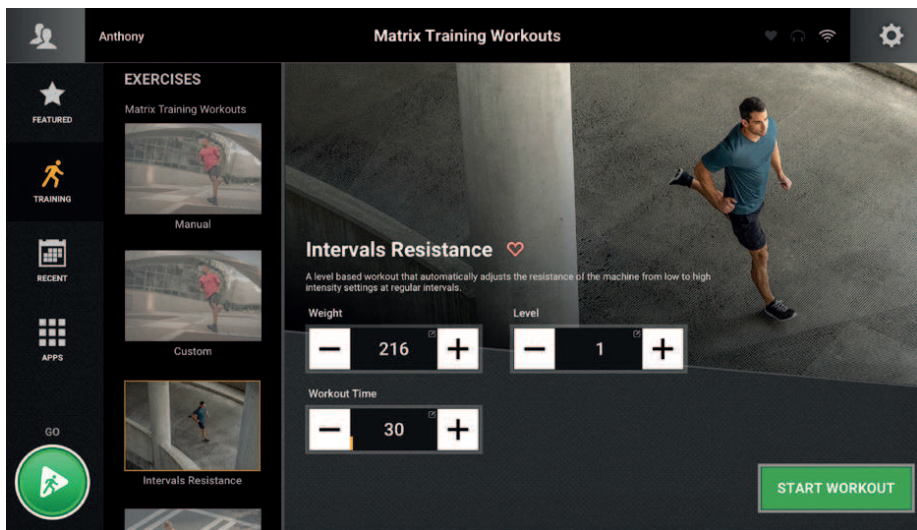 Anthony
Matrix Training Workouts
FEATURED
TRAINING
RECENT
APPS
GO
EXERCISES
Matrix Training Workouts
Manual
Custom
Intervals Resistance
Intervals Resistance
A level based workout that automatically adjusts the resistance of the machine from low to high
intensity settings at regular intervals.
Weight
Level
216
1
Workout Time
30
START WORKOUT